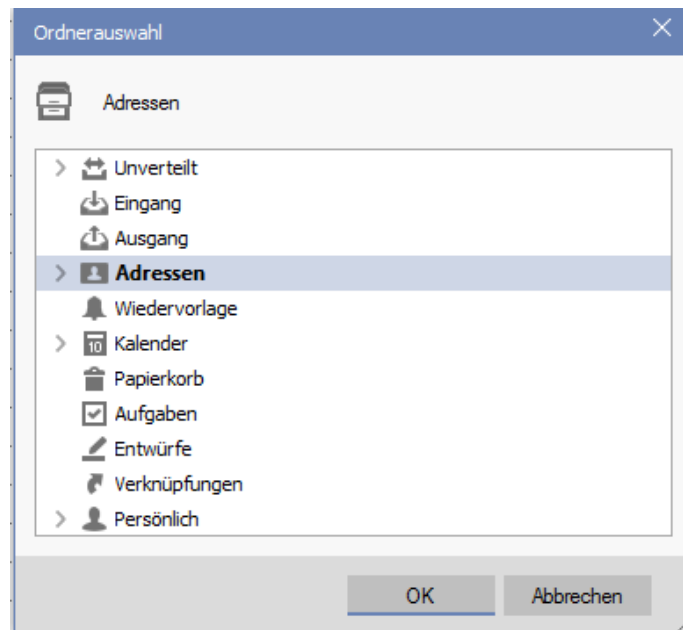 Ordnerauswahl
Adressen
Unverteilt
Eingang
Ausgang
Adressen
Wiedervorlage
10 Kalender
Papierkorb
Aufgaben
Entwürfe
Verknüpfungen
Persönlich
OK Abbrechen